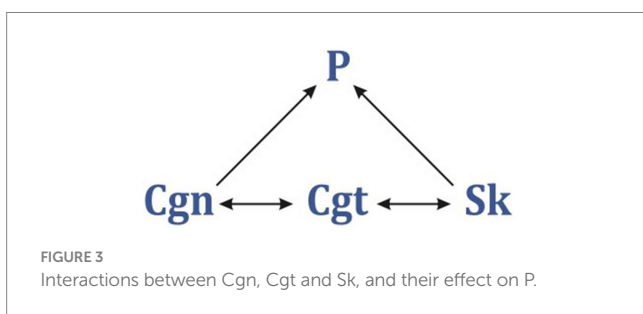 P
Cgn Cgt Sk
FIGURE 3
Interactions between Cgn, Cgt and Sk, and their effect on P.